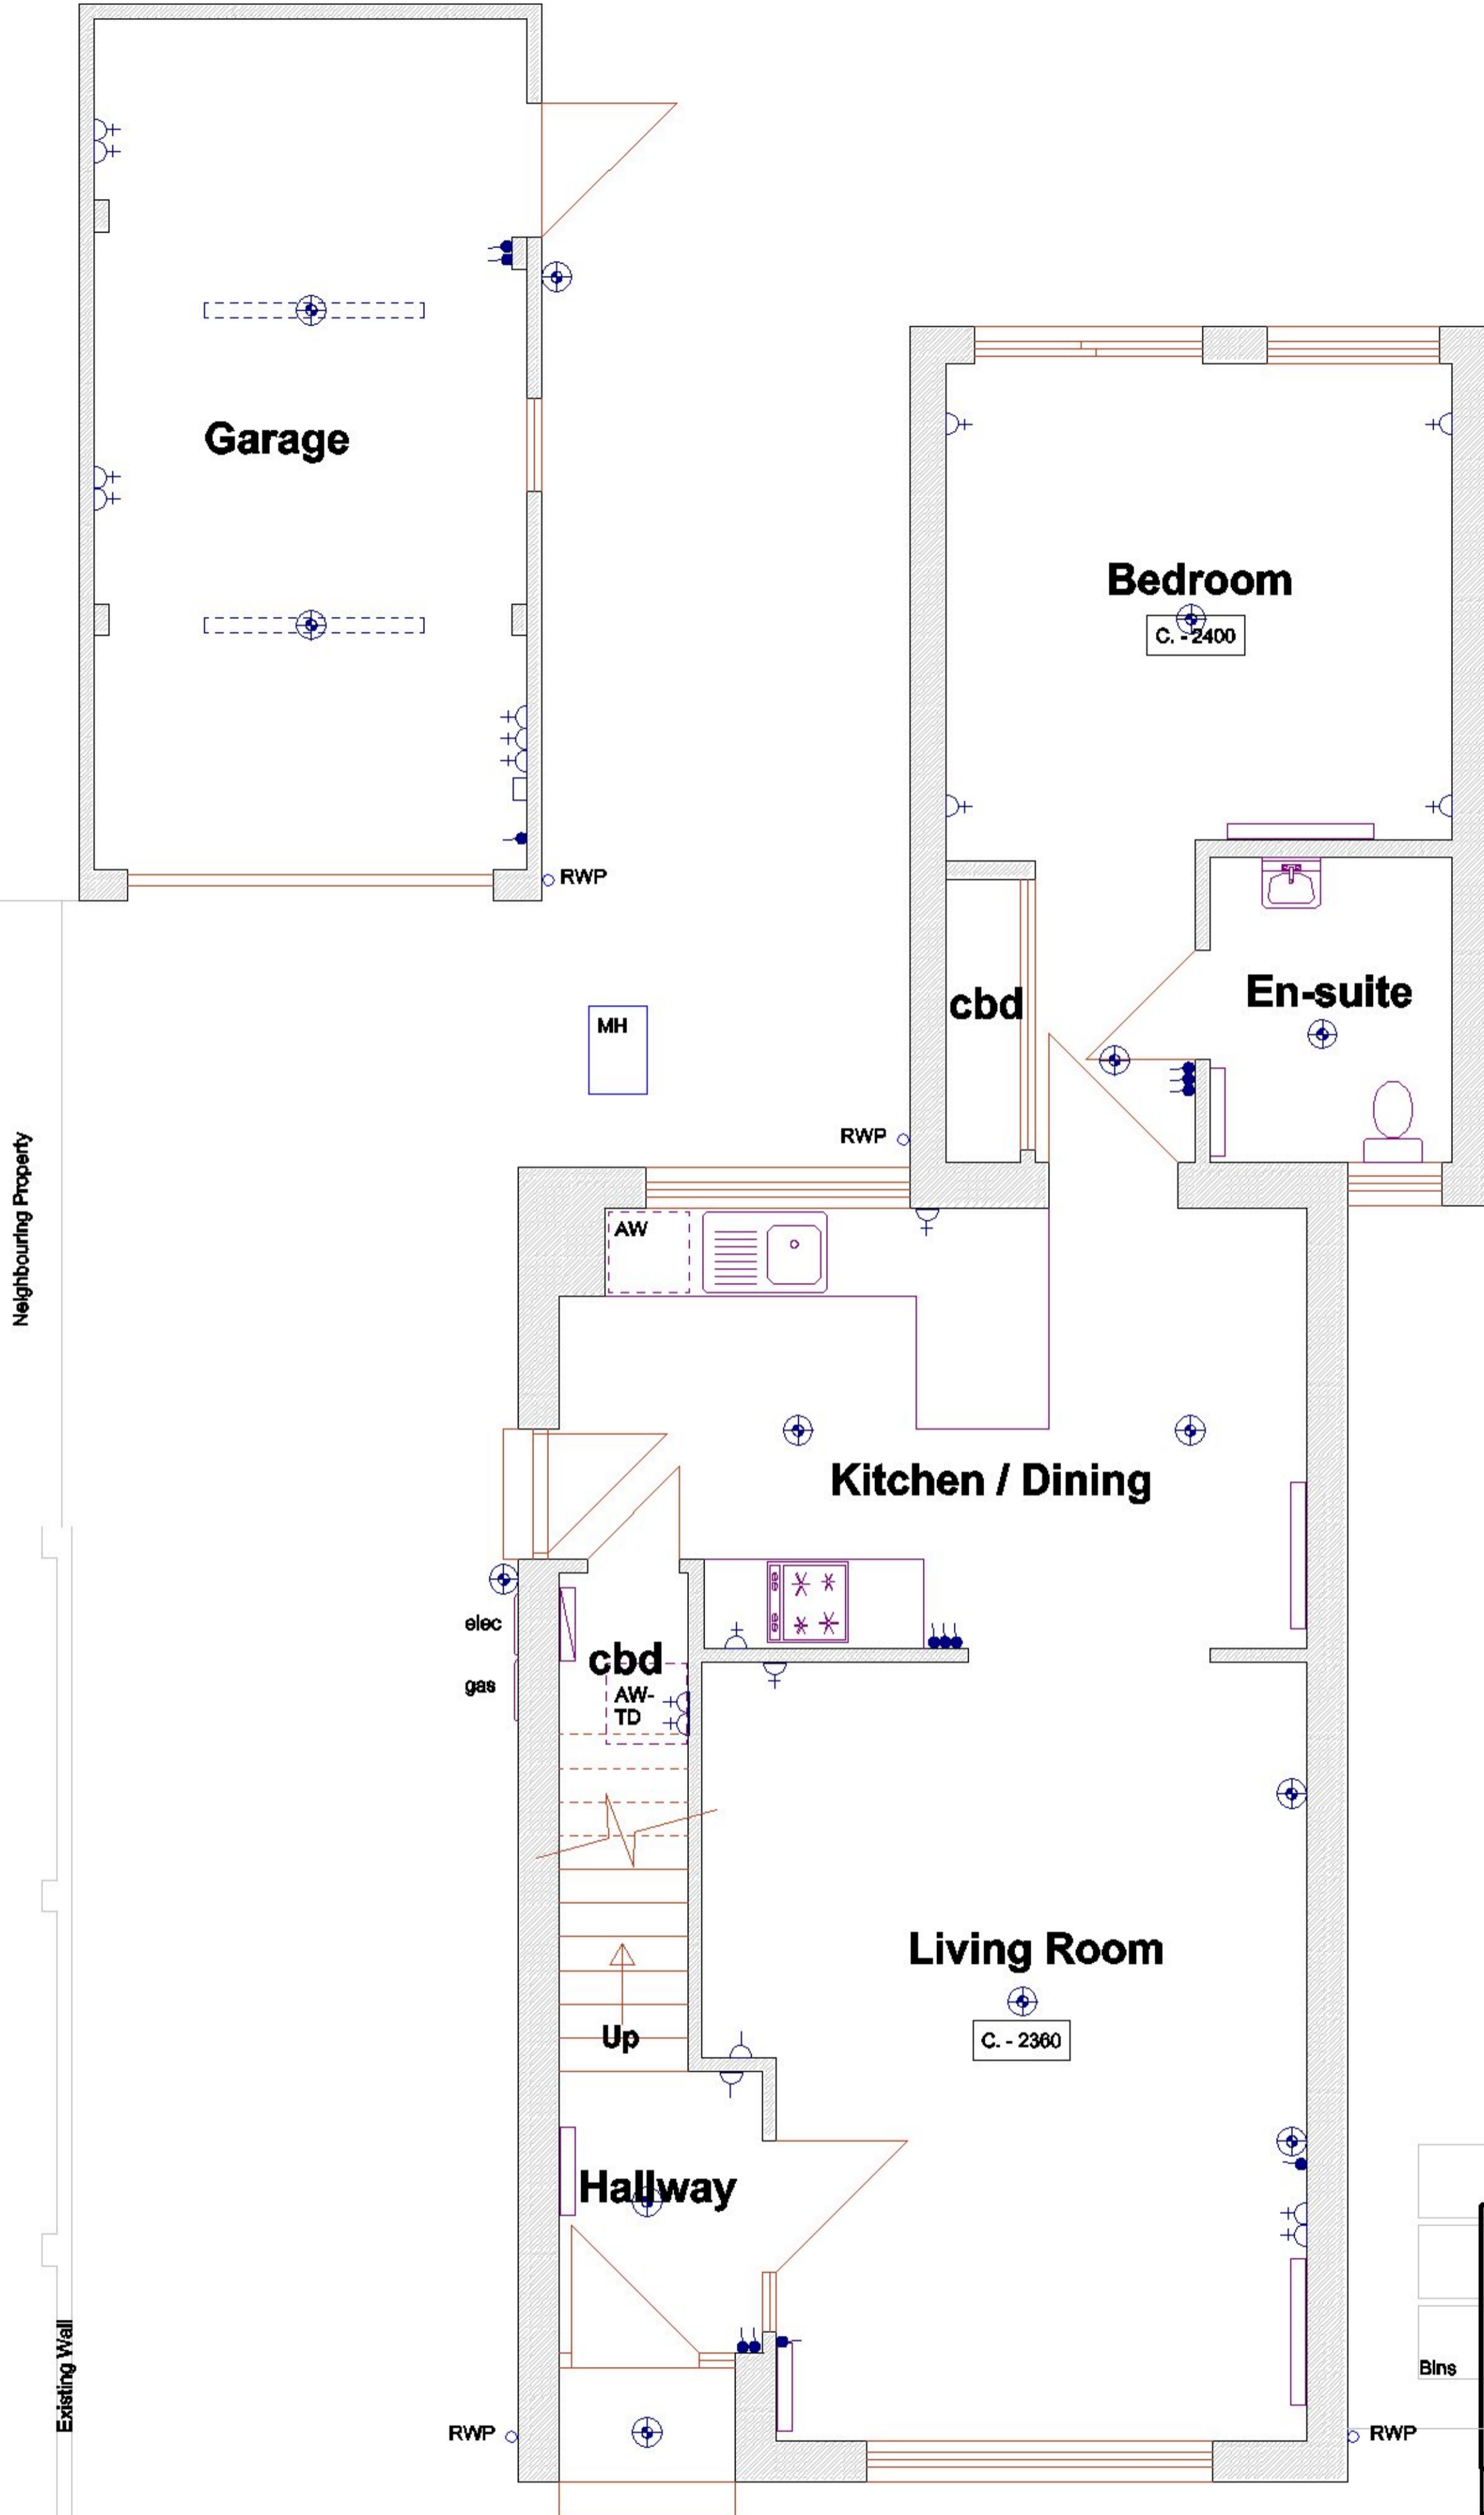 Garage
Bedroom
C. - 2400
RWP
cbd
En-suite
MH
RWP
Neighbouring Property
AW
Kitchen / Dining
elec
cbd
gas
AW-
TD
Living Room
Up
C. - 2360
Hallway
Existing Wall
Bins
RWP
RWP